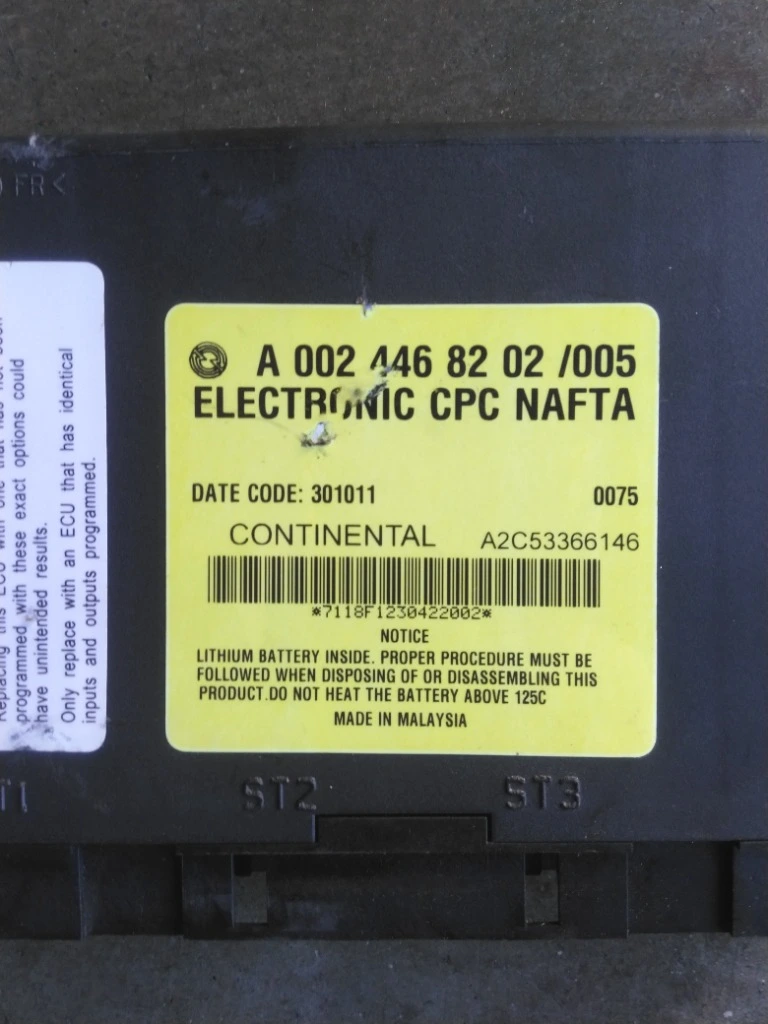 FR<
A 002 446 82 02 /005
ELECTRONIC CPC NAFTA
DATE CODE: 301011 0075
CONTINENTAL A2C53366146
*7118F1230422002*
NOTICE
LITHIUM BATTERY INSIDE. PROPER PROCEDURE MUST BE
FOLLOWED WHEN DISPOSING OF OR DISASSEMBLING THIS
PRODUCT.DO NOT HEAT THE BATTERY ABOVE 125C
MADE IN MALAYSIA
programmed with these exact options could
have unintended results.
Only replace with an ECU that has identical
inputs and outputs programmed.
ST2 ST3